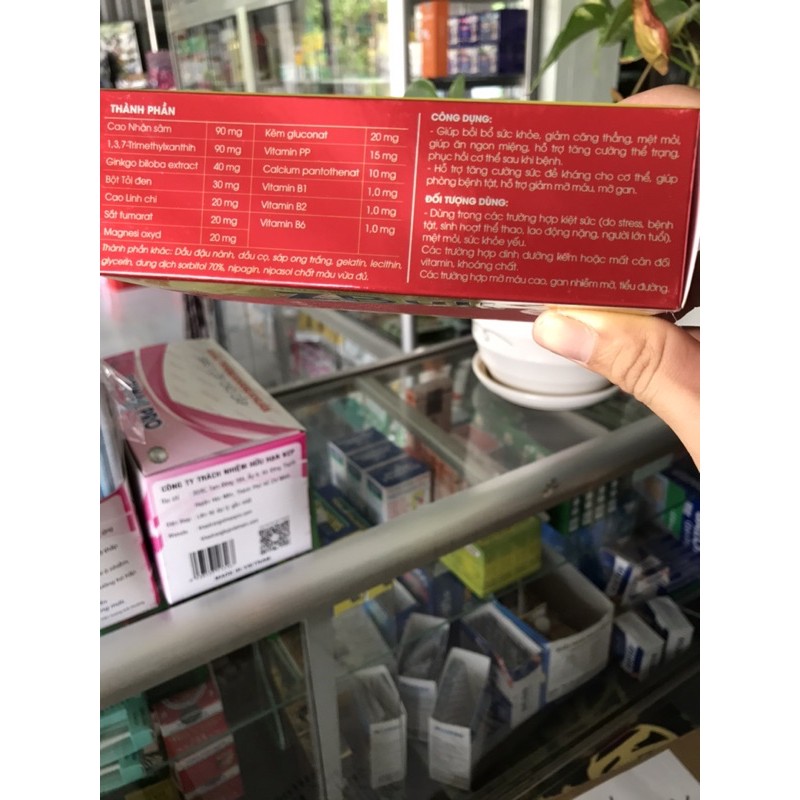 THÀNH PHẦN
Cao Nhân sâm 90 mg
1,3,7-Trimethylxanthih 90 mg
Ginkgo biloba extract 40 mg
Bột Tỏi đen 30 mg
Cao Linh chi 20 mg
Sắt fumarat 20 mg
Magnesi oxyd 20 mg
Kẽm gluconat 20 mg
Vitamin PP 15 mg
Calcium pantothenat 10 mg
Vitamin B1 1,0 mg
Vitamin B2 1,0 mg
Vitamin B6 1,0 mg
Thành phần khác: Dầu đậu nành, dầu cọ, sáp ong trắng, gelatin, lecithin,
glycerin, dung dịch sorbitol 70%, nipagin, nipasol chất màu vừa đủ.
CÔNG DỤNG:
- Giúp bồi bổ sức khỏe, giảm căng thẳng, mệt mỏi,
giúp ăn ngon miệng, hỗ trợ tăng cường thể trạng,
phục hồi cơ thể sau khi bệnh.
- Hỗ trợ tăng cường sức đề kháng cho cơ thể, giúp
phòng bệnh tật, hỗ trợ giảm mỡ máu, mỡ gan.
ĐỐI TƯỢNG DÙNG:
- Dùng trong các trường hợp kiệt sức (do stress, bệnh
tật, sinh hoạt thể thao, lao động nặng, người lớn tuổi),
mệt mỏi, sức khỏe yếu.
Các trường hợp dinh dưỡng kém hoặc mất cân đối
vitamin, khoáng chất.
Các trường hợp mỡ máu cao, gan nhiễm mỡ, tiểu đường.
PRO
CÔNG TY TRÁCH NHIỆM HỮU HẠN
MADE IN VIETNAM